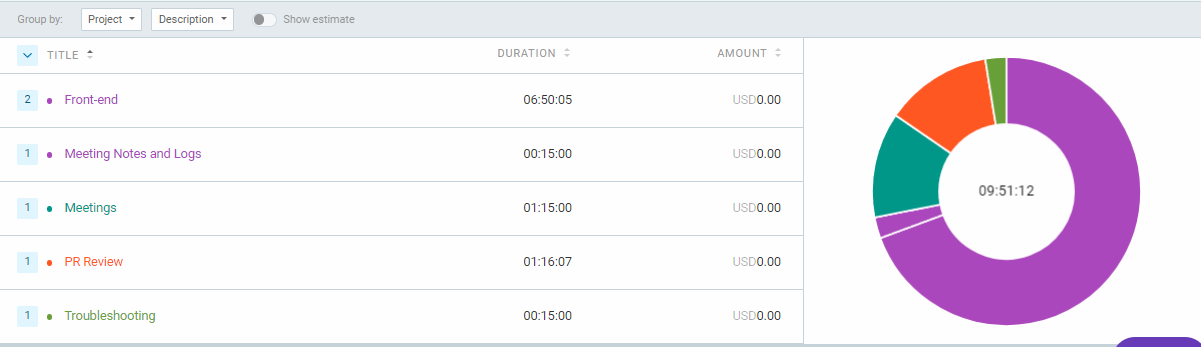 Group by: Project Description Show estimate
TITLE DURATION AMOUNT
2 Front-end 06:50:05 USD0.00
1 Meeting Notes and Logs 00:15:00 USD0.00
1 Meetings 01:15:00 USD0.00
1 PR Review 01:16:07 USD0.00
1 Troubleshooting 00:15:00 USD0.00
09:51:12